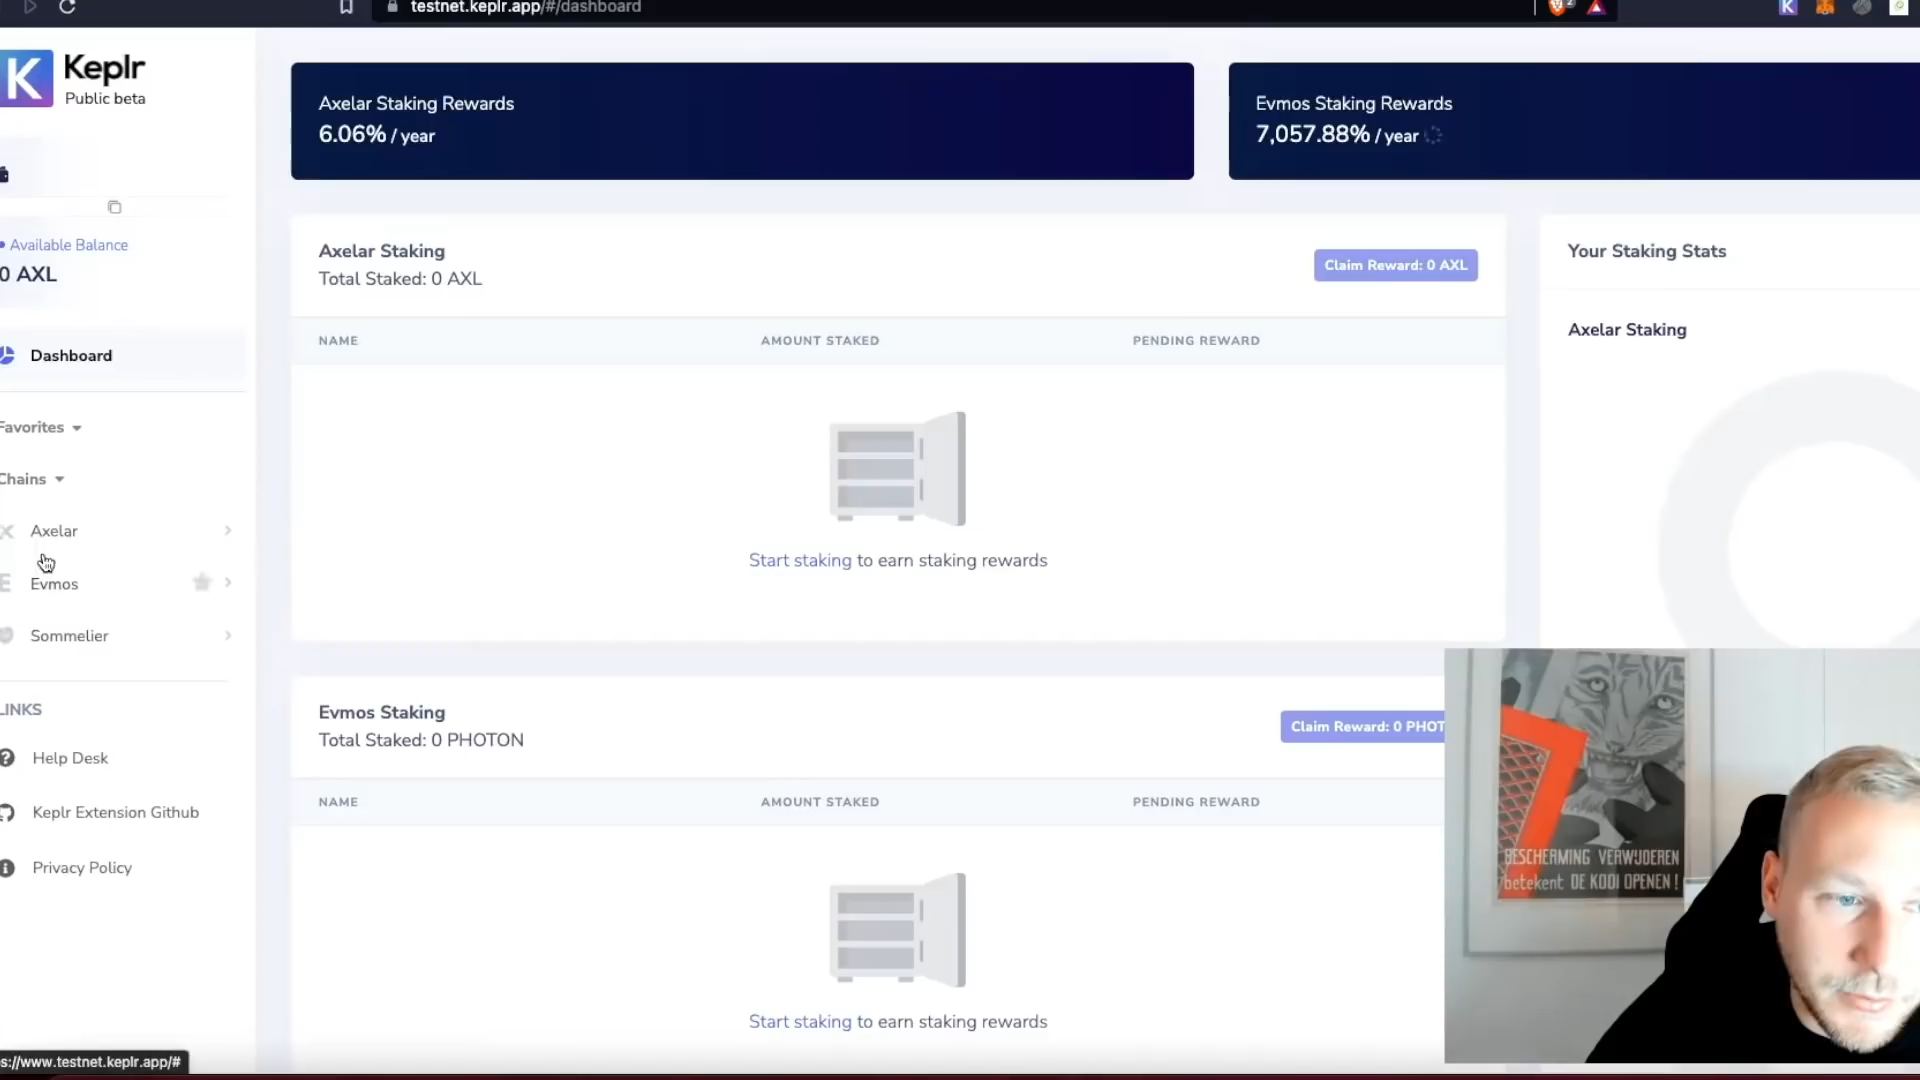 testnet.keplr.app/#/dashboard
2
K
K
Keplr
Public beta
Available Balance
0 AXL
Dashboard
Favorites
Chains
Axelar
Evmos
Sommelier
LINKS
Help Desk
Keplr Extension Github
Privacy Policy
s://www.testnet.keplr.app/#
Axelar Staking Rewards
6.06% / year
Evmos Staking Rewards
7,057.88% / year
Axelar Staking
Total Staked: 0 AXL
Claim Reward: 0 AXL
NAME AMOUNT STAKED PENDING REWARD
Start staking to earn staking rewards
Evmos Staking
Total Staked: 0 PHOTON
Claim Reward: 0 PHOT
NAME AMOUNT STAKED PENDING REWARD
Start staking to earn staking rewards
Your Staking Stats
Axelar Staking
BESCHERMING VERWIJDEREN
betekent DE KOOI OPENEN!